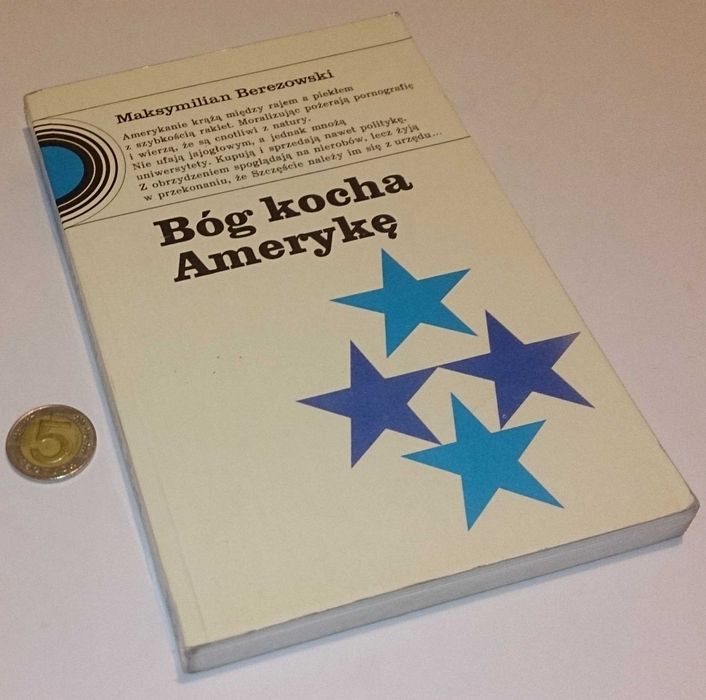 Maksymilian Berezowski
Amerykanie krążą między rajem a piekłem
z szybkością rakiet. Moralizując pożerają pornografię
i wierzą, że są cnotliwi z natury.
Nie ufają jajogłowym, a jednak mnożą
uniwersytety. Kupują i sprzedają nawet politykę.
Z obrzydzeniem spoglądają na nierobów, lecz żyją
w przekonaniu, że Szczęście należy im się z urzędu...
Bóg kocha
Amerykę
5